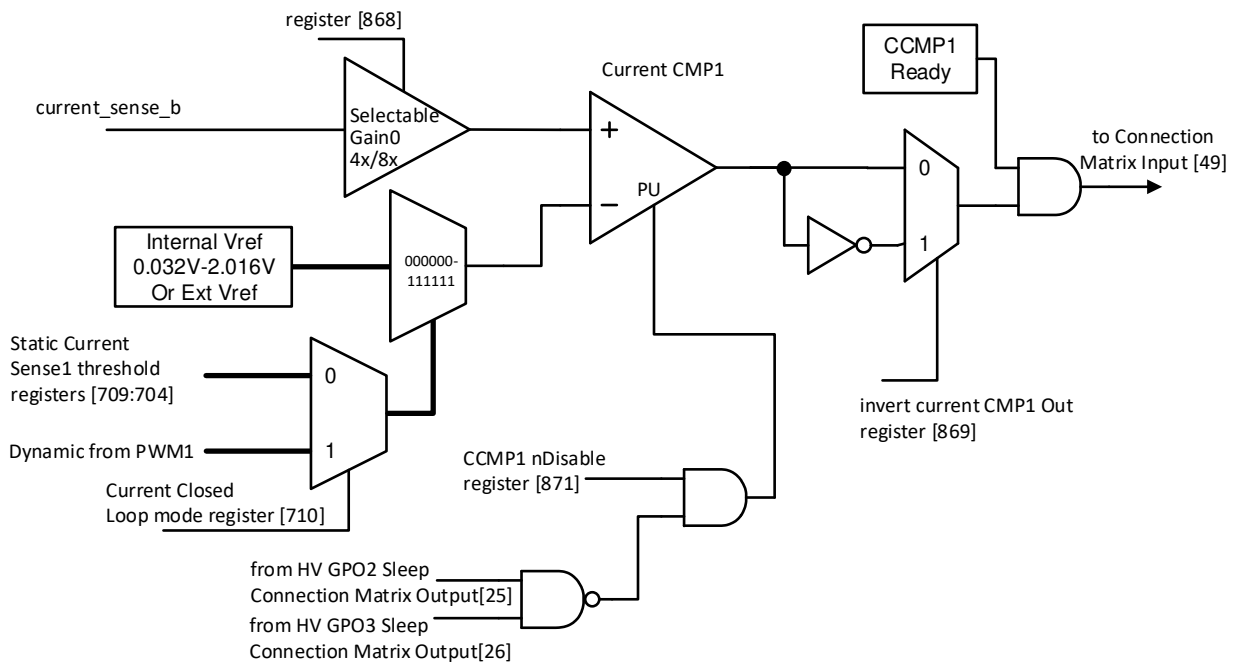 register [868]
current_sense_b
Selectable
Gain0
4x/8x
Current CMP1
+
−
PU
CCMP1
Ready
0
1
to Connection
Matrix Input [49]
Internal Vref
0.032V-2.016V
Or Ext Vref
000000-
111111
Static Current
Sense1 threshold
registers [709:704]
0
Dynamic from PWM1
1
Current Closed
Loop mode register [710]
invert current CMP1 Out
register [869]
CCMP1 nDisable
register [871]
from HV GPO2 Sleep
Connection Matrix Output[25]
from HV GPO3 Sleep
Connection Matrix Output[26]